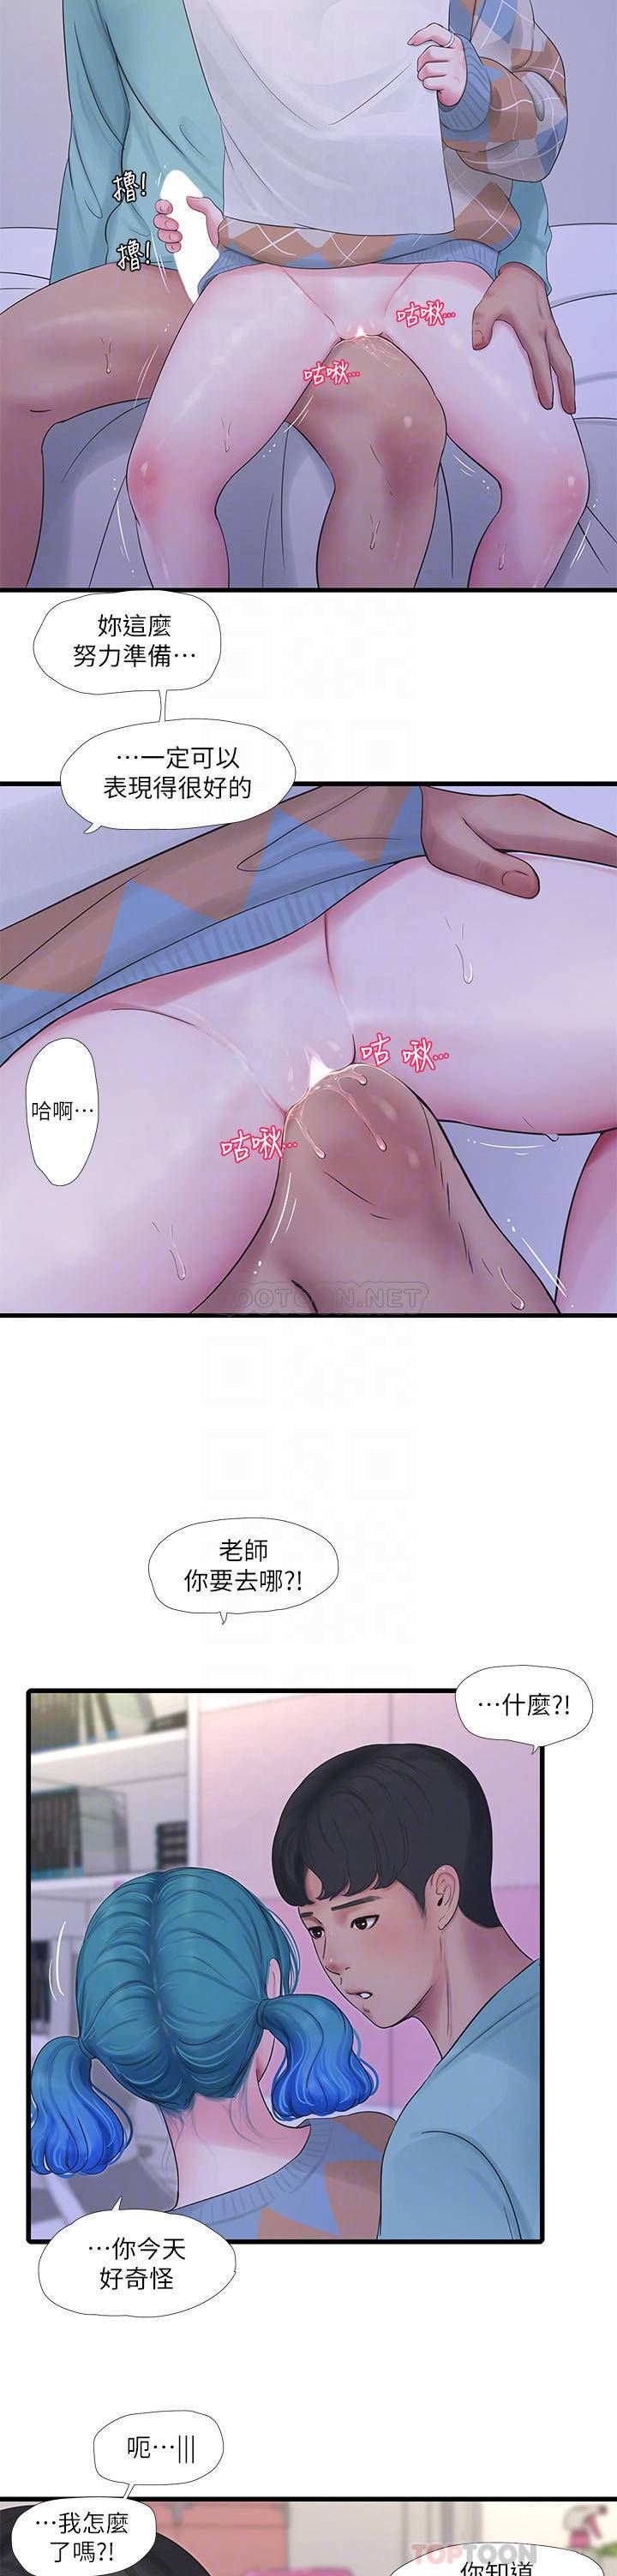 擼!
擼!
咕啾…
咕啾…
妳這麼
努力準備…
…一定可以
表現得很好的
咕啾…
哈啊…
咕啾…
TOOTOON.NET
老師
你要去哪?!
…什麼?!
…你今天
好奇怪
呃…
…我怎麼
了嗎?!
TOPTOON
你知道